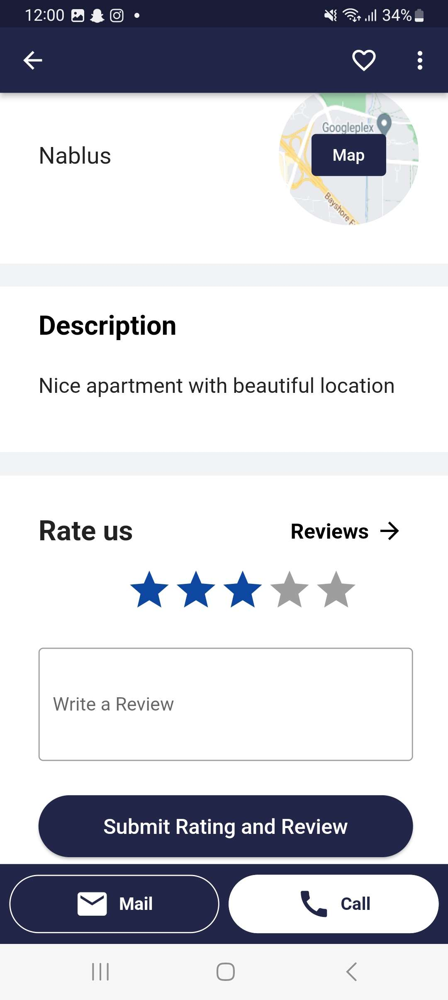 12:00
34%
Googleplex
Nablus
Map
Bayshore F
Description
Nice apartment with beautiful location
Rate us
Reviews
Write a Review
Submit Rating and Review
Mail
Call